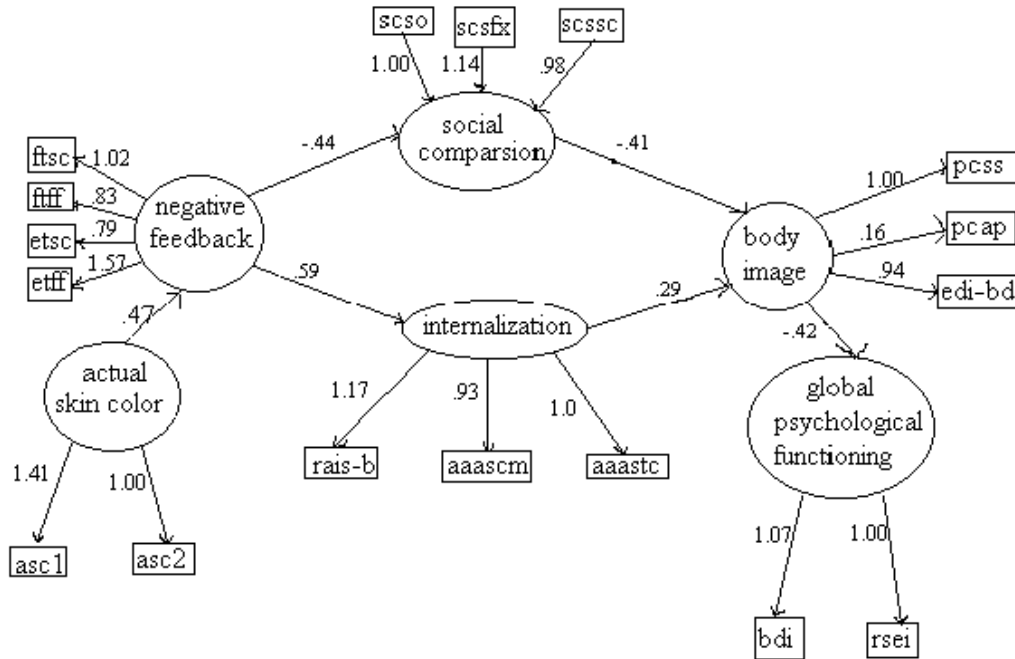 scso
scsfx
scssc
1.00
1.14
.98
social
comparsion
-.44
-.41
ftsc
1.02
ftff
.83
etsc
.79
etff
1.57
negative
feedback
pcss
1.00
pcap
.16
edi-bd
.94
body
image
.59
.29
internalization
.47
-.42
actual
skin color
1.17
.93
1.0
rais-b
aaascm
aaastc
global
psychological
functioning
1.41
1.00
asc1
asc2
1.07
1.00
bdi
rsei